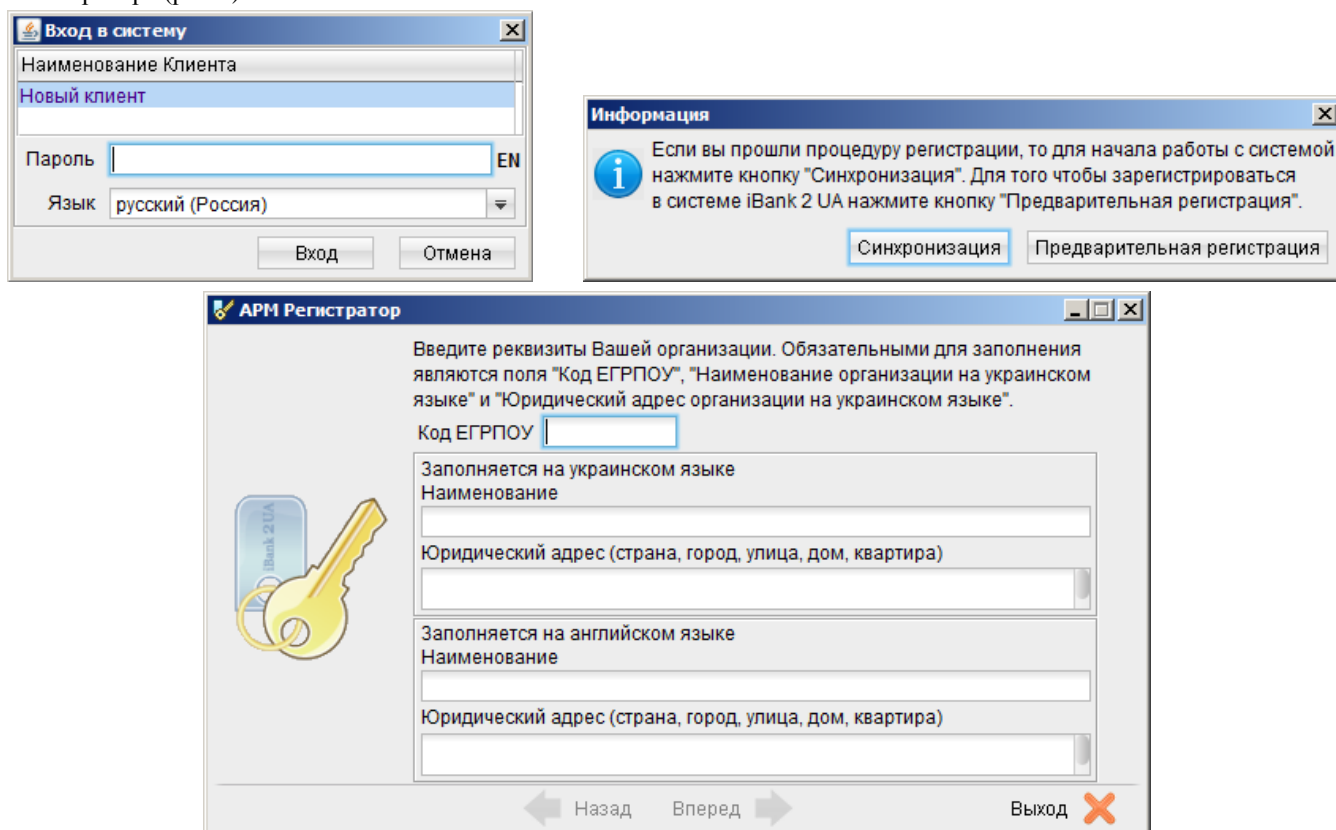 Вход в систему
Наименование Клиента
Новый клиент
Пароль
EN
Язык русский (Россия)
Вход Отмена
Информация
Если вы прошли процедуру регистрации, то для начала работы с системой
нажмите кнопку "Синхронизация". Для того чтобы зарегистрироваться
в системе iBank 2 UA нажмите кнопку "Предварительная регистрация".
Синхронизация Предварительная регистрация
АРМ Регистратор
Введите реквизиты Вашей организации. Обязательными для заполнения
являются поля "Код ЕГРПОУ", "Наименование организации на украинском
языке" и "Юридический адрес организации на украинском языке".
Код ЕГРПОУ
Заполняется на украинском языке
Наименование
Юридический адрес (страна, город, улица, дом, квартира)
Заполняется на английском языке
Наименование
Юридический адрес (страна, город, улица, дом, квартира)
iBank 2 UA
Назад Вперед Выход